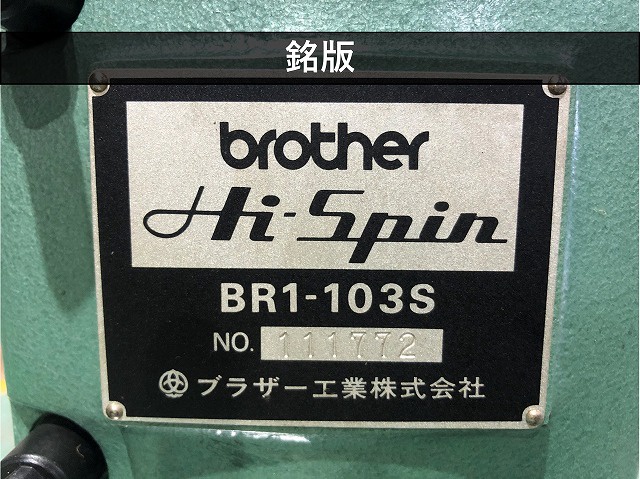 銘版
brother
Hi-Spin
BR1-103S
NO. 111772
ブラザー工業株式会社